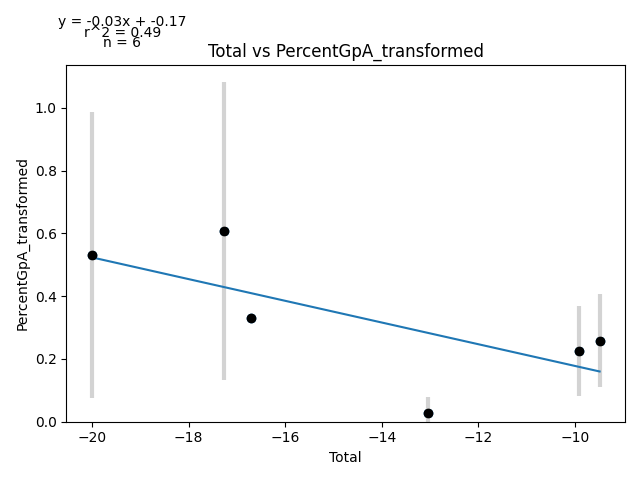 y = -0.03x + -0.17
r^2 = 0.49
n = 6
Total vs PercentGpA_transformed
PercentGpA_transformed
1.0
0.8
0.6
0.4
0.2
0.0
−20 −18 −16 −14 −12 −10
Total